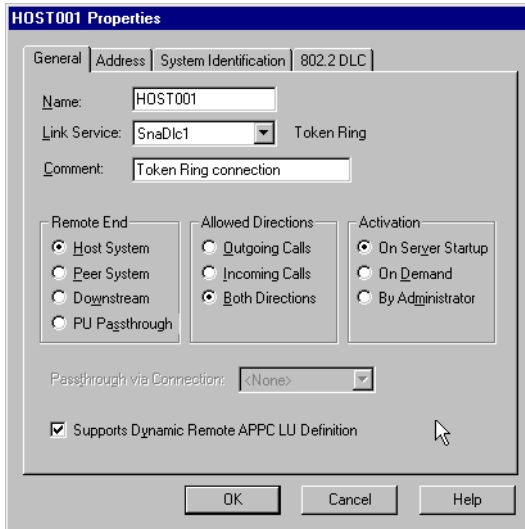 HOST001 Properties
General Address System Identification 802.2 DLC
Name: HOST001
Link Service: SnaDlc1 Token Ring
Comment: Token Ring connection
Remote End Allowed Directions Activation
Host System Outgoing Calls On Server Startup
Peer System Incoming Calls On Demand
Downstream Both Directions By Administrator
PU Passthrough
Passthrough via Connection: <None>
Supports Dynamic Remote APPC LU Definition
OK Cancel Help